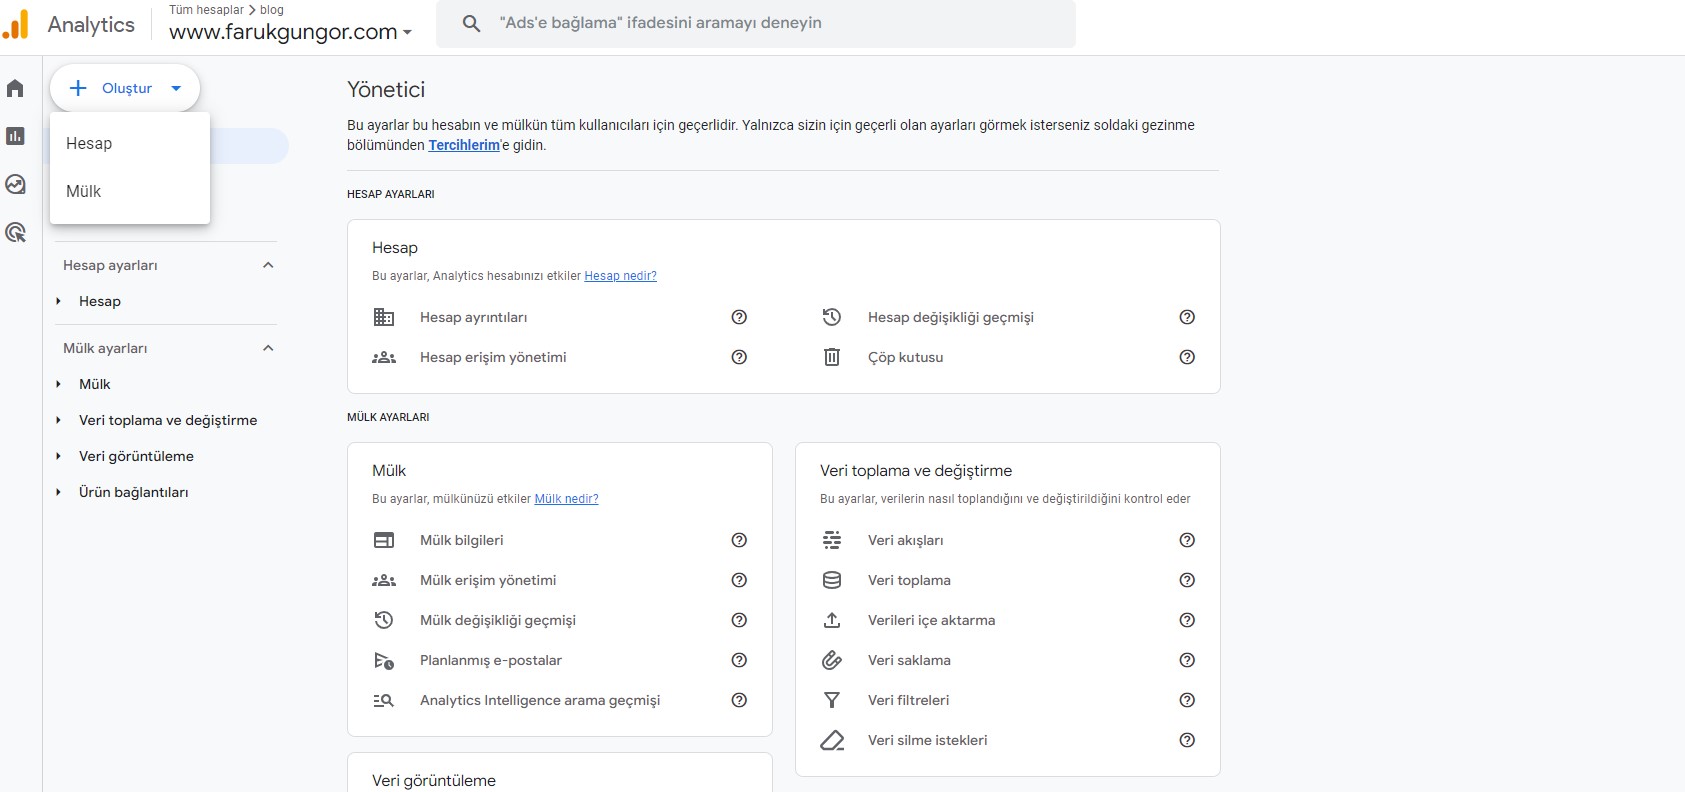 Analytics
Tüm hesaplar > blog
www.farukgungor.com
"Ads'e bağlama" ifadesini aramayı deneyin
Oluştur
Hesap
Mülk
Hesap ayarları
Hesap
Mülk ayarları
Mülk
Veri toplama ve değiştirme
Veri görüntüleme
Ürün bağlantıları
Yönetici
Bu ayarlar bu hesabın ve mülkün tüm kullanıcıları için geçerlidir. Yalnızca sizin için geçerli olan ayarları görmek isterseniz soldaki gezinme
bölümünden Tercihlerim'e gidin.
HESAP AYARLARI
Hesap
Bu ayarlar, Analytics hesabınızı etkiler Hesap nedir?
Hesap ayrıntıları
Hesap değişikliği geçmişi
Hesap erişim yönetimi
Çöp kutusu
MÜLK AYARLARI
Mülk
Bu ayarlar, mülkünüzü etkiler Mülk nedir?
Mülk bilgileri
Mülk erişim yönetimi
Mülk değişikliği geçmişi
Planlanmış e-postalar
Analytics Intelligence arama geçmişi
Veri toplama ve değiştirme
Bu ayarlar, verilerin nasıl toplandığını ve değiştirildiğini kontrol eder
Veri akışları
Veri toplama
Verileri içe aktarma
Veri saklama
Veri filtreleri
Veri silme istekleri
Veri görüntüleme